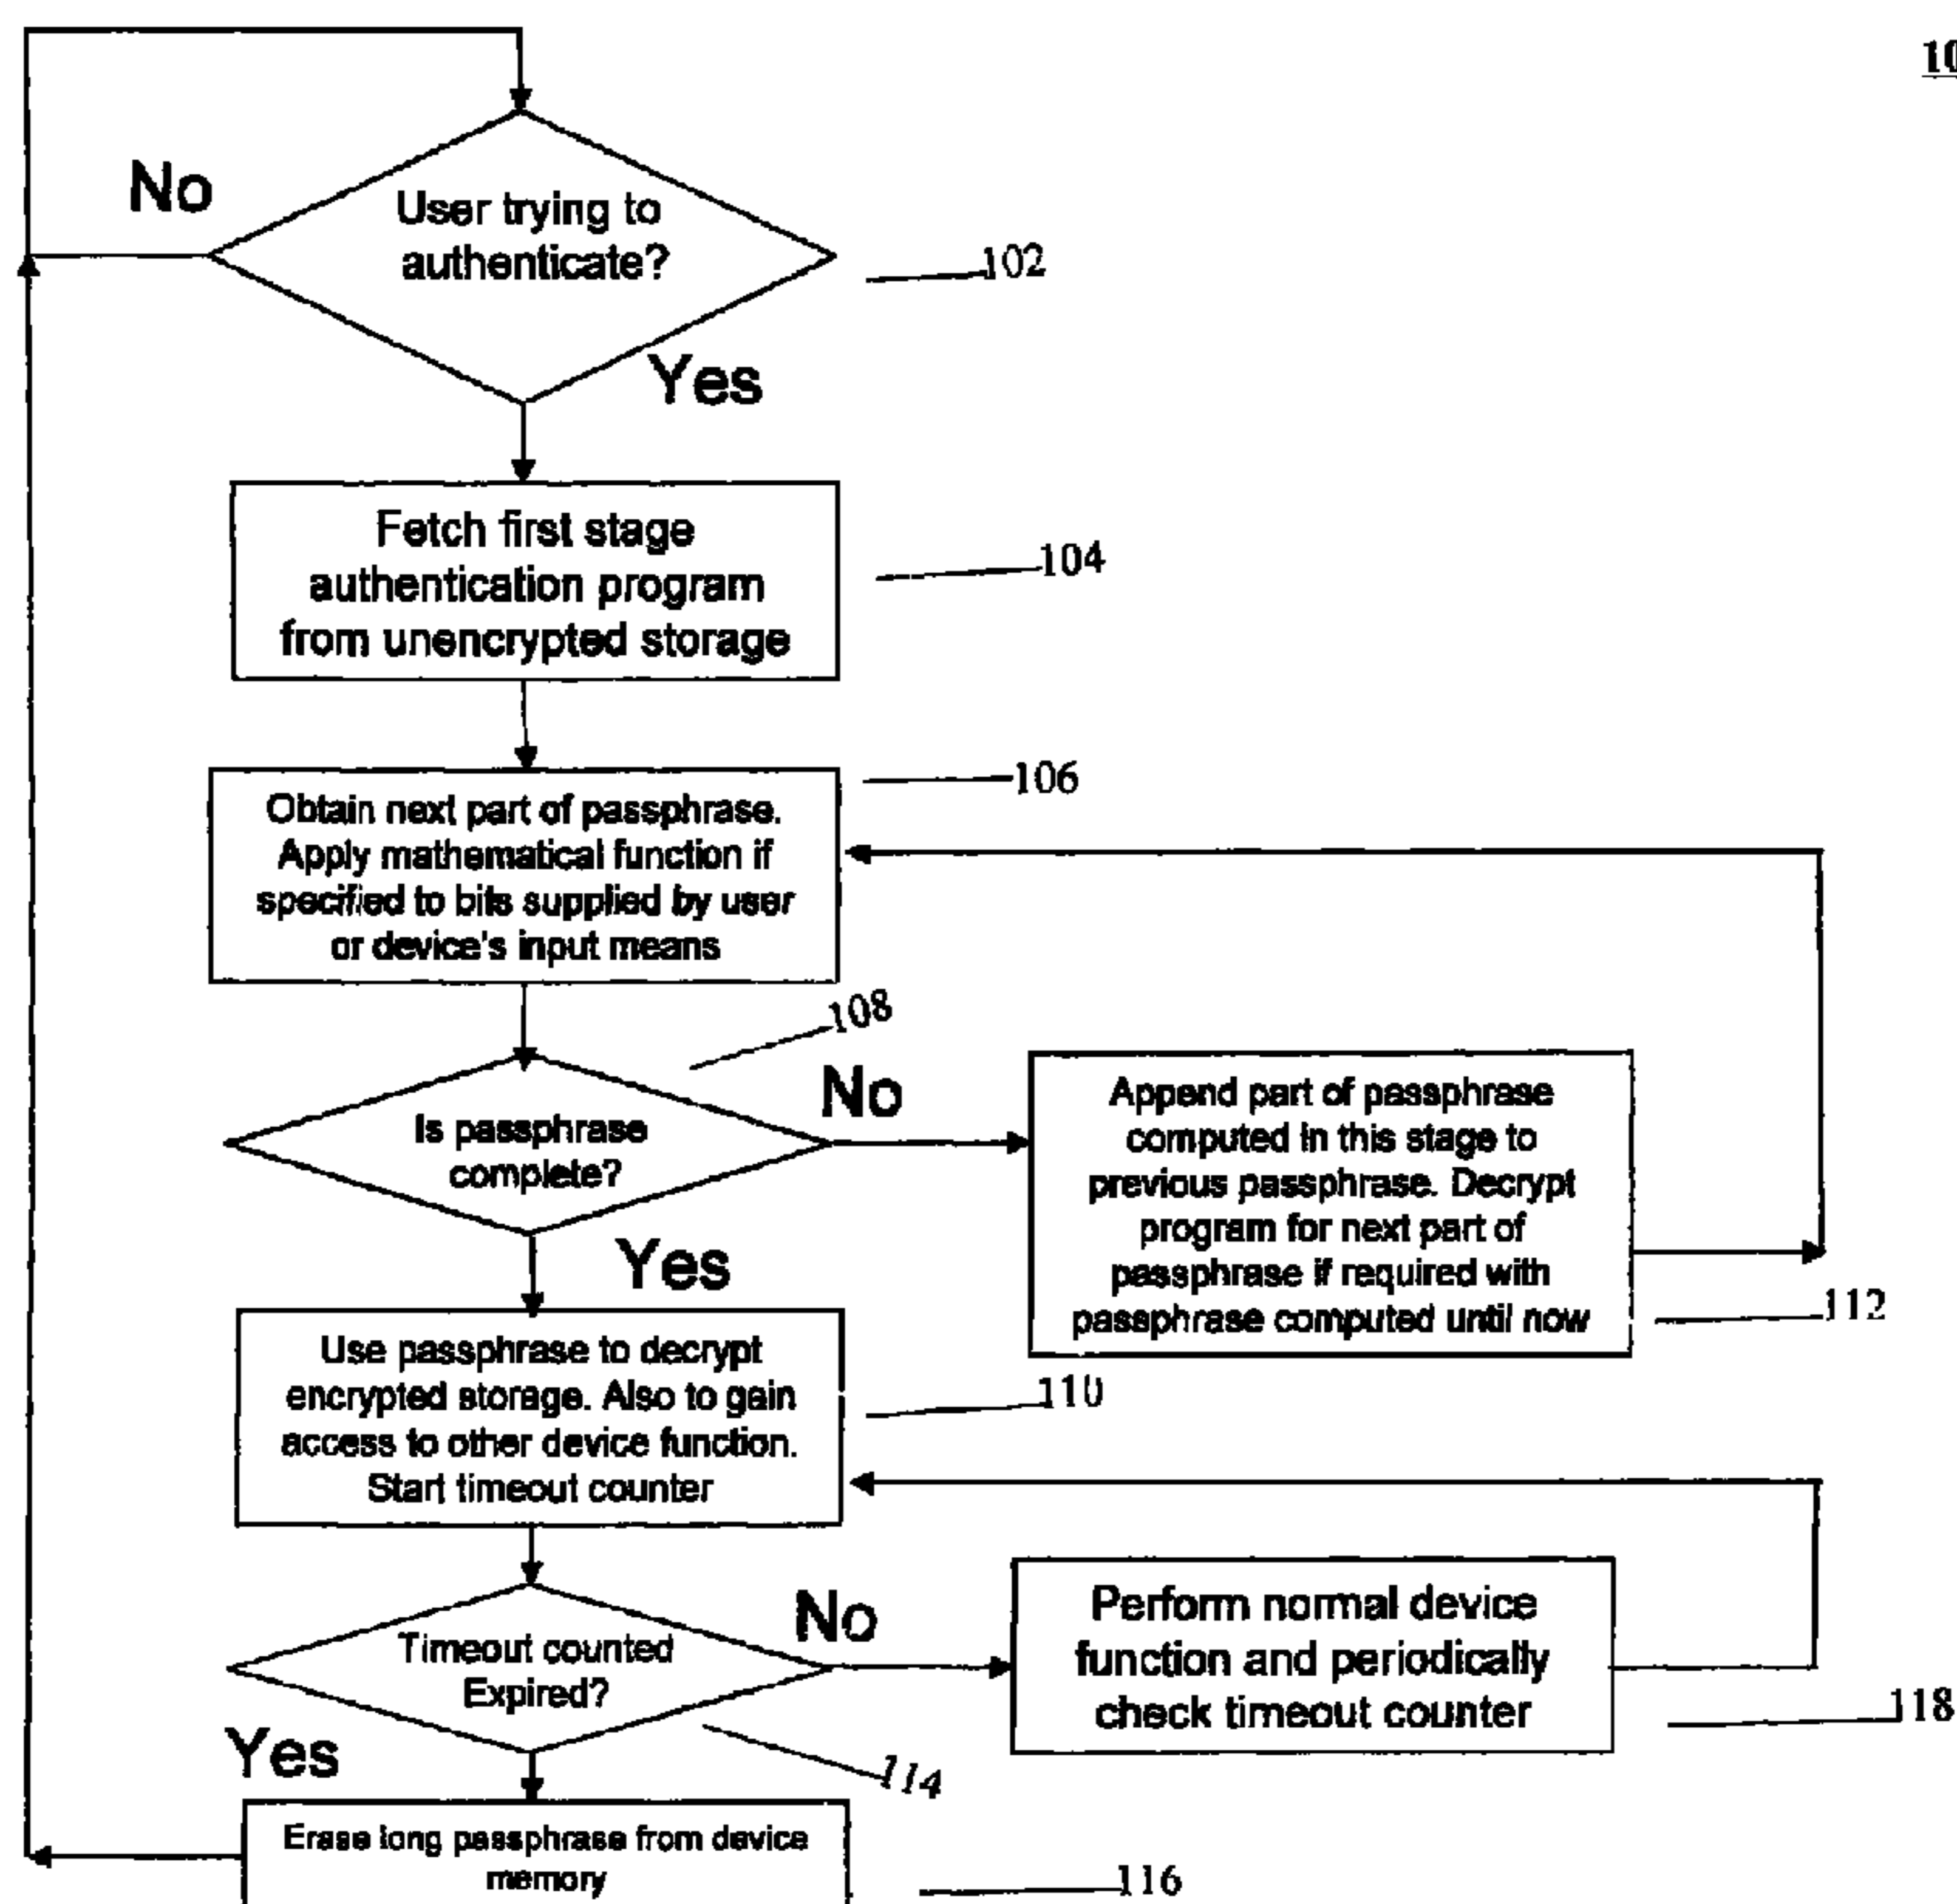 10
No
User trying to
authenticate?
102
Yes
Fetch first stage
authentication program
from unencrypted storage
104
106
Obtain next part of passphrase.
Apply mathematical function if
specified to bits supplied by user
or device's input means
108
Is passphrase
complete?
No
Append part of passphrase
computed in this stage to
previous passphrase. Decrypt
program for next part of
passphrase if required with
passphrase computed until now
112
Yes
Use passphrase to decrypt
encrypted storage. Also to gain
access to other device function.
Start timeout counter
110
Timeout counted
Expired?
No
Perform normal device
function and periodically
check timeout counter
118
Yes
114
Erase long passphrase from device
memory
116